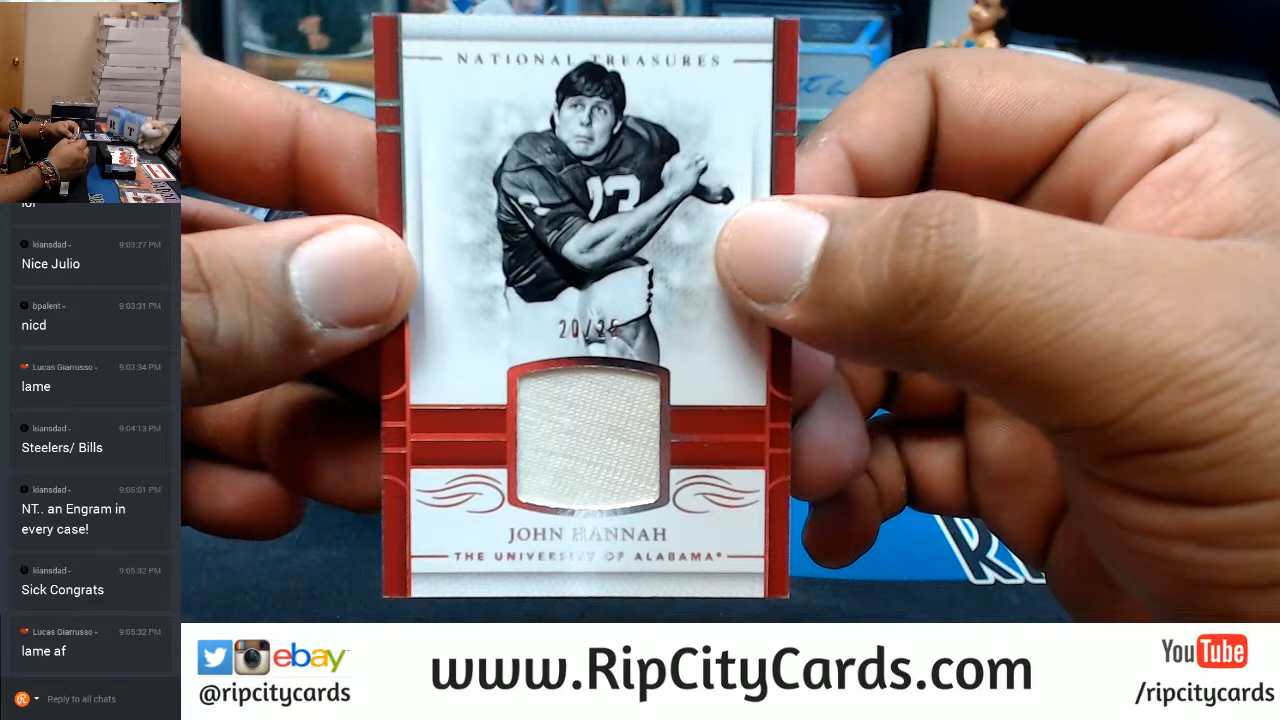 NATIONAL TREASURES
20/25
JOHN HANNAH
THE UNIVERSITY OF ALABAMA
kiansdad
9:03:27 PM
Nice Julio
bpalent
9:03:31 PM
nicd
Lucas Giarrusso
9:03:34 PM
lame
kiansdad
9:04:13 PM
Steelers/ Bills
kiansdad
9:05:01 PM
NT.. an Engram in
every case!
kiansdad
9:05:32 PM
Sick Congrats
Lucas Giarrusso
9:05:32 PM
lame af
Reply to all chats
ebay
@ripcitycards
www.RipCityCards.com
YouTube
/ripcitycards